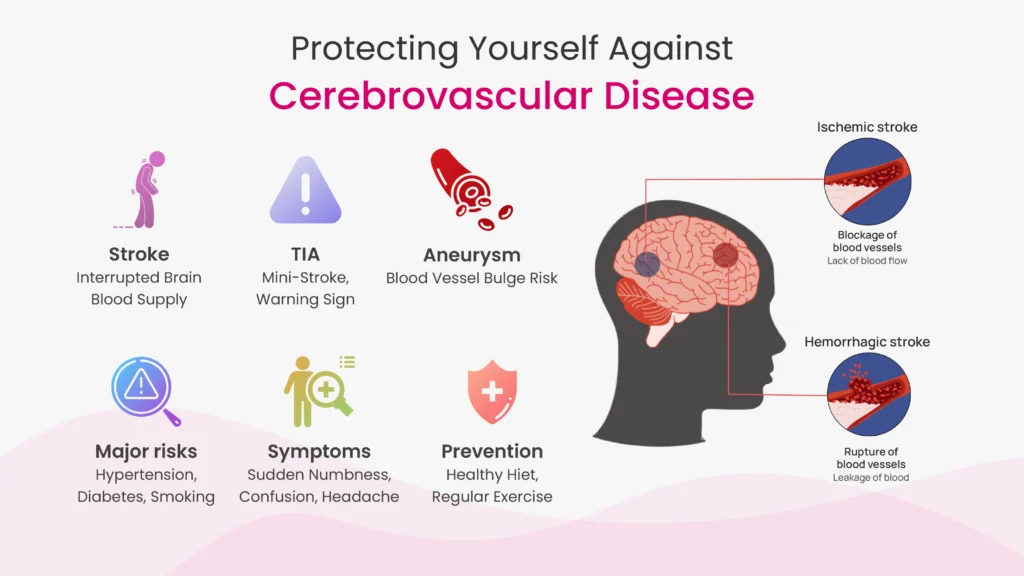 Protecting Yourself Against
Cerebrovascular Disease
Stroke
Interrupted Brain
Blood Supply
TIA
Mini-Stroke,
Warning Sign
Aneurysm
Blood Vessel Bulge Risk
Major risks
Hypertension,
Diabetes, Smoking
Symptoms
Sudden Numbness,
Confusion, Headache
Prevention
Healthy Hiet,
Regular Exercise
Ischemic stroke
Blockage of
blood vessels
Lack of blood flow
Hemorrhagic stroke
Rupture of
blood vessels
Leakage of blood